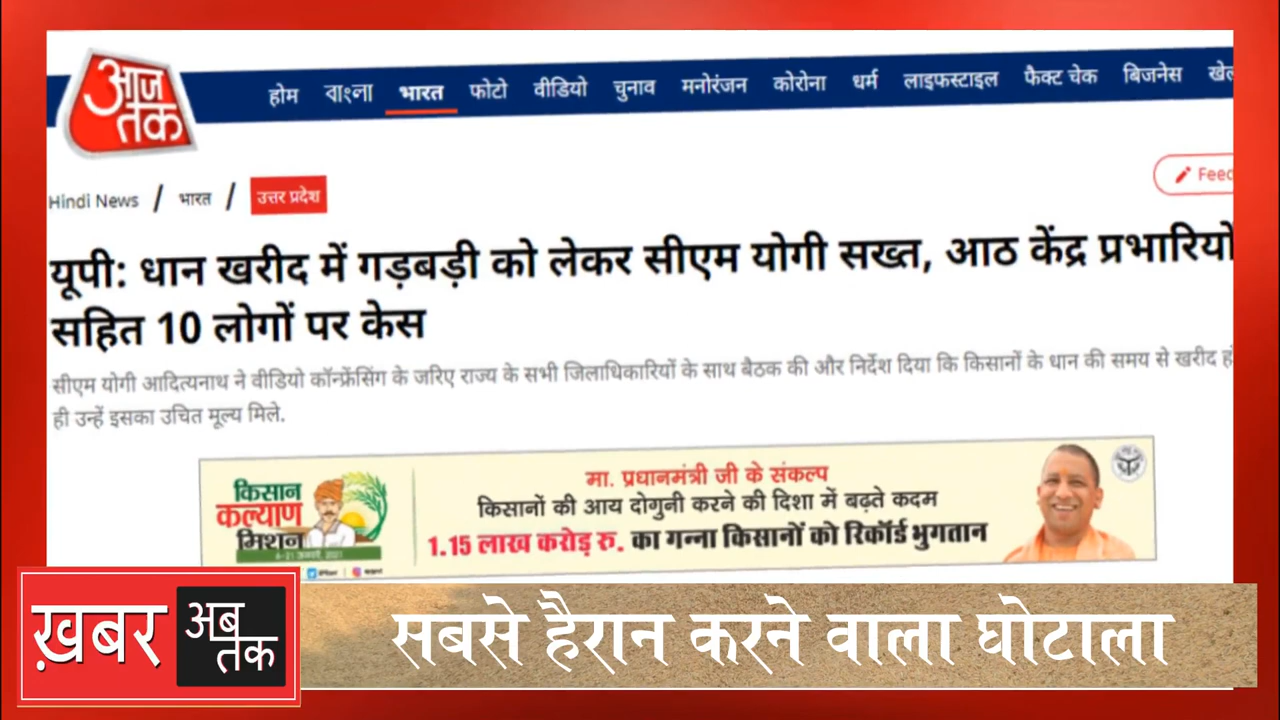 आज
तक
होम বাংলা भारत फोटो वीडियो चुनाव मनोरंजन कोरोना धर्म लाइफस्टाइल फैक्ट चेक बिजनेस
Hindi News / भारत / उत्तर प्रदेश
यूपी: धान खरीद में गड़बड़ी को लेकर सीएम योगी सख्त, आठ केंद्र प्रभारियों
सहित 10 लोगों पर केस
सीएम योगी आदित्यनाथ ने वीडियो कॉन्फ्रेंसिंग के जरिए राज्य के सभी जिलाधिकारियों के साथ बैठक की और निर्देश दिया कि किसानों के धान की समय से खरीद
ही उन्हें इसका उचित मूल्य मिले.
किसान
कल्याण
मिशन
मा. प्रधानमंत्री जी के संकल्प
किसानों की आय दोगुनी करने की दिशा में बढ़ते कदम
1.15 लाख करोड़ रु. का गन्ना किसानों को रिकॉर्ड भुगतान
ख़बर
अब
तक
सबसे हैरान करने वाला घोटाला